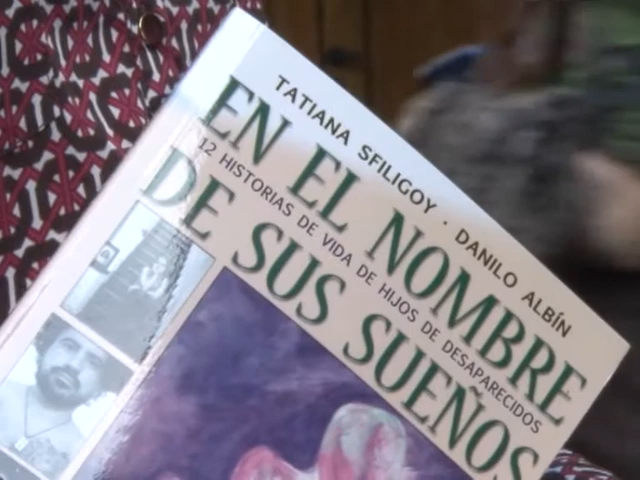 TATIANA SFILIGOY · DANILO ALBÍN
EN EL NOMBRE
12 HISTORIAS DE VIDA DE HIJOS DE DESAPARECIDOS
DE SUS SUEÑOS